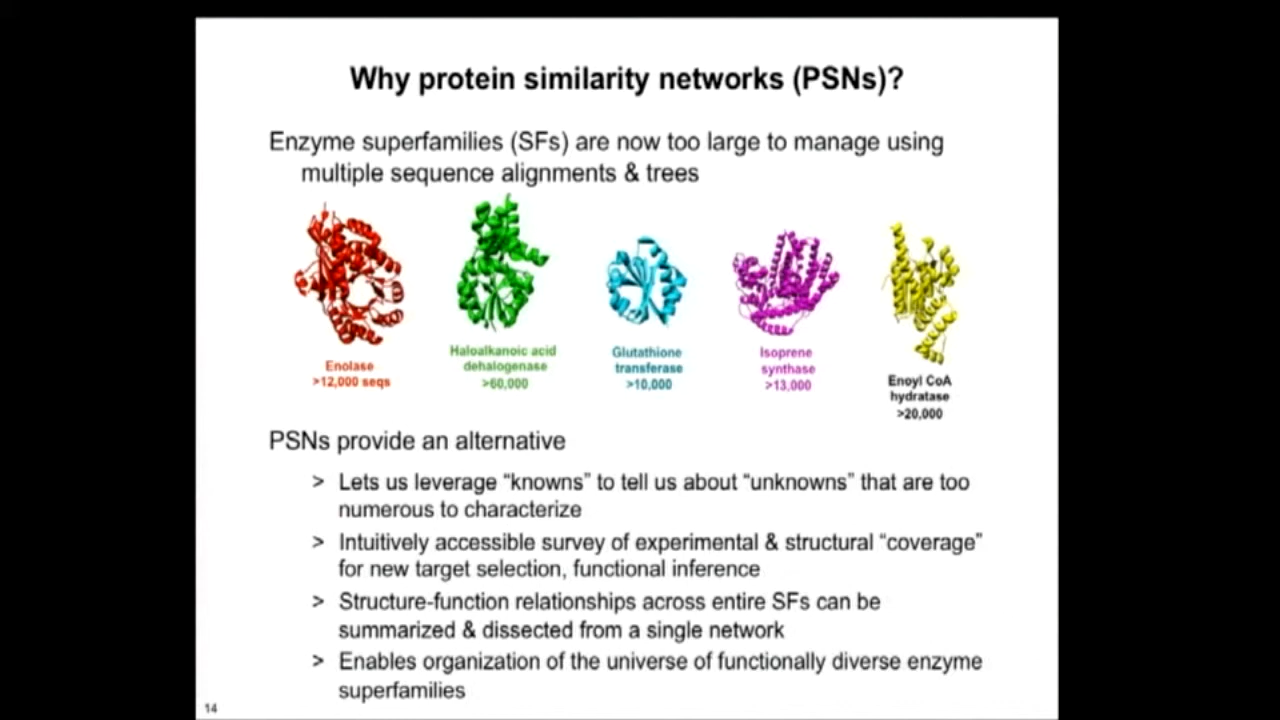 Why protein similarity networks (PSNs)?
Enzyme superfamilies (SFs) are now too large to manage using
multiple sequence alignments & trees
Enolase
>12,000 seqs
Haloalkanoic acid
dehalogenase
>60,000
Glutathione
transferase
>10,000
Isoprene
synthase
>13,000
Enoyl CoA
hydratase
>20,000
PSNs provide an alternative
> Lets us leverage “knowns” to tell us about “unknowns” that are too
numerous to characterize
> Intuitively accessible survey of experimental & structural “coverage”
for new target selection, functional inference
> Structure-function relationships across entire SFs can be
summarized & dissected from a single network
> Enables organization of the universe of functionally diverse enzyme
superfamilies
14